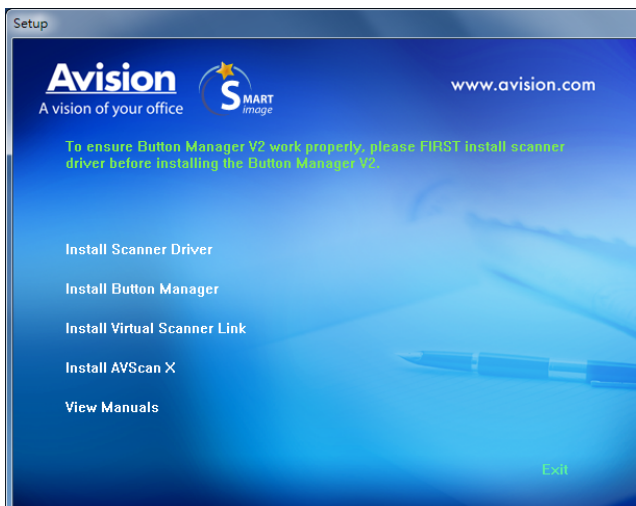 Setup
Avision
A vision of your office
SMART
image
www.avision.com
To ensure Button Manager V2 work properly, please FIRST install scanner
driver before installing the Button Manager V2.
Install Scanner Driver
Install Button Manager
Install Virtual Scanner Link
Install AVScan X
View Manuals
Exit